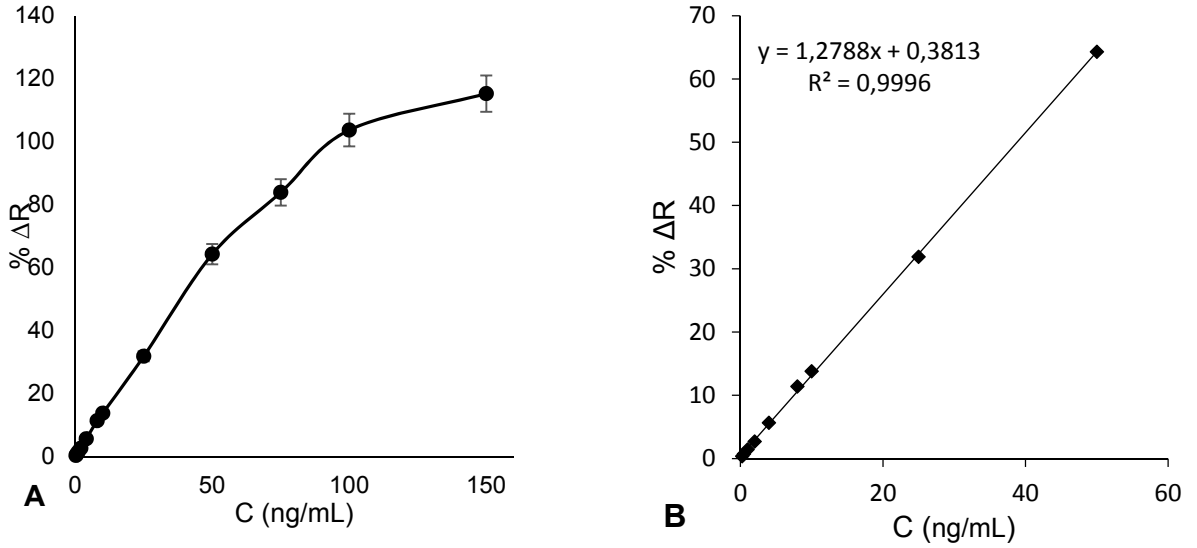 140
120
100
80
60
40
20
0
% ΔR
0 50 100 150
C (ng/mL)
A
70
60
50
40
30
20
10
0
% ΔR
y = 1,2788x + 0,3813
R² = 0,9996
0 20 40 60
C (ng/mL)
B